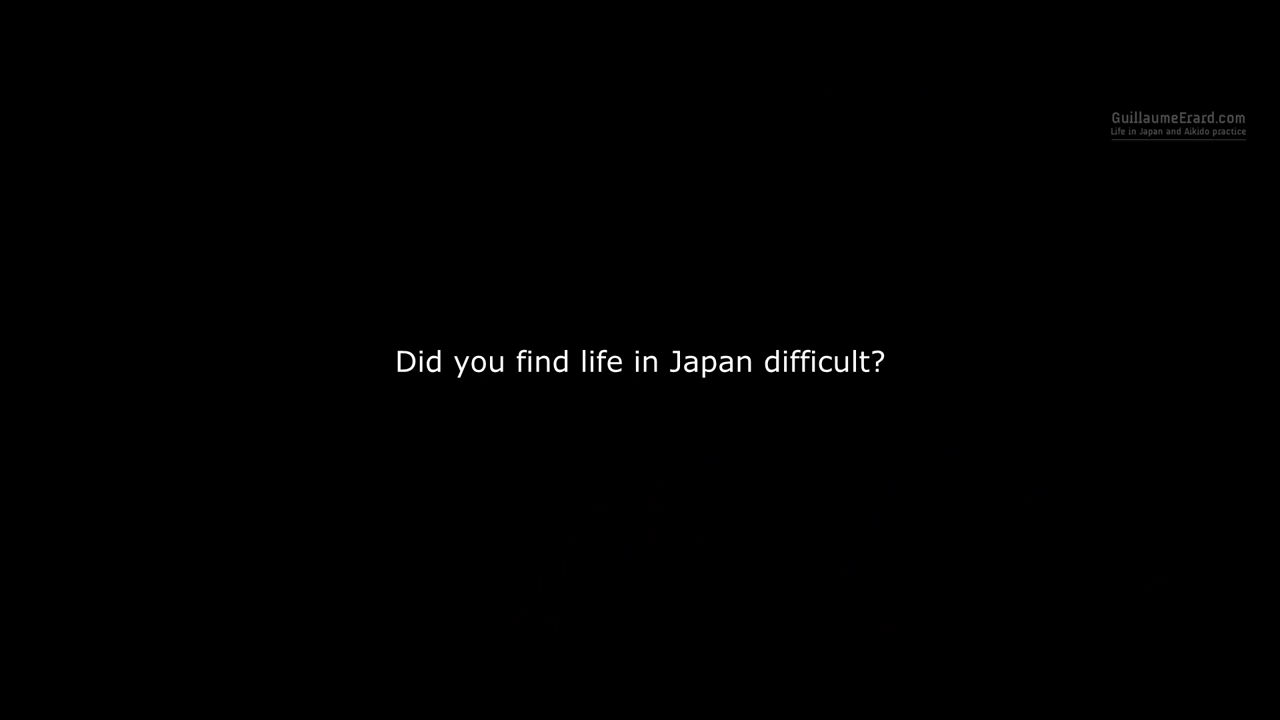 GuillaumeErard.com
Life in Japan and Aikido practice
Did you find life in Japan difficult?